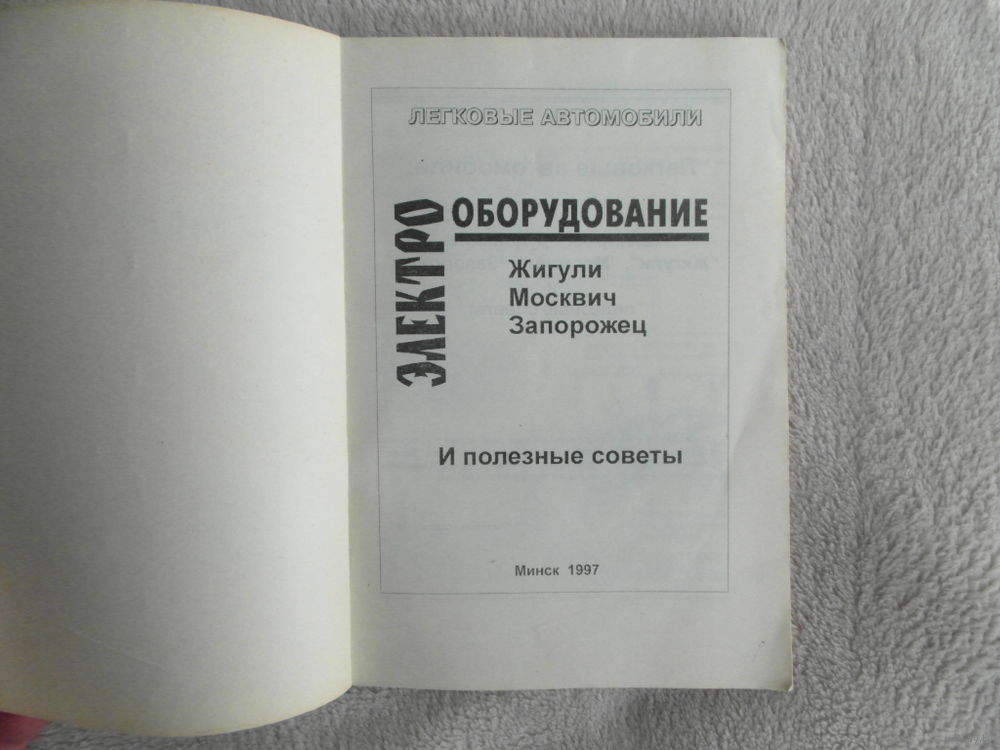 ЛЕГКОВЫЕ АВТОМОБИЛИ
ЭЛЕКТРО
ОБОРУДОВАНИЕ
Жигули
Москвич
Запорожец
И полезные советы
Минск 1997